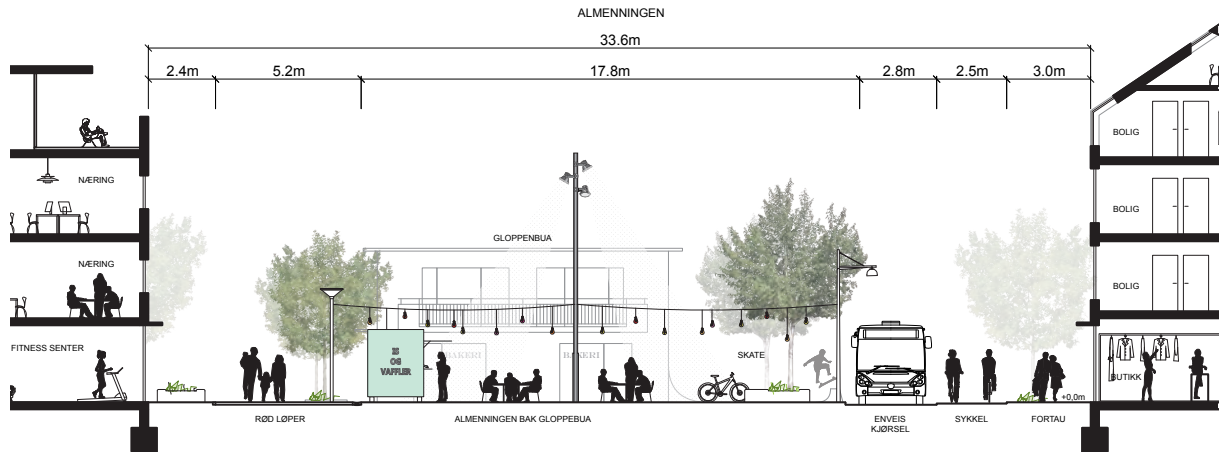 ALMENNINGEN
33.6m
2.4m 5.2m 17.8m 2.8m 2.5m 3.0m
BOLIG
NÆRING
BOLIG
GLOPPENBUA
NÆRING
BOLIG
FITNESS SENTER
IS
OG
VAFFLER
BAKERI BAKERI
SKATE
BUTIKK
+0,0m
RØD LØPER
ALMENNINGEN BAK GLOPPEBUA
ENVEIS
KJØRSEL
SYKKEL
FORTAU